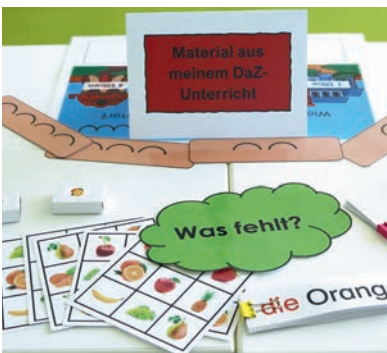 Material aus
meinem DaZ-
Unterricht
Was fehlt?
die Orang